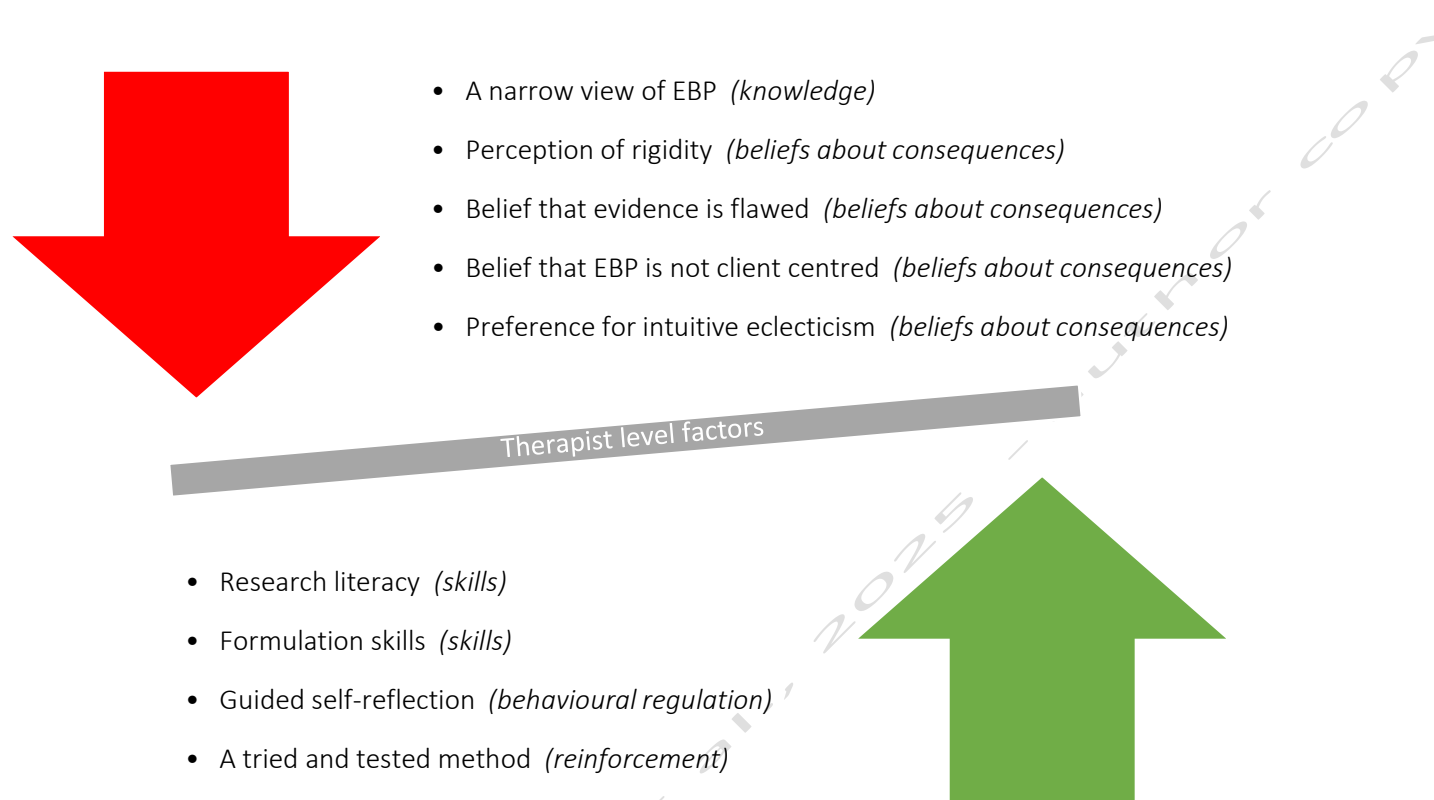 • A narrow view of EBP (knowledge)
• Perception of rigidity (beliefs about consequences)
• Belief that evidence is flawed (beliefs about consequences)
• Belief that EBP is not client centred (beliefs about consequences)
• Preference for intuitive eclecticism (beliefs about consequences)
Therapist level factors
• Research literacy (skills)
• Formulation skills (skills)
• Guided self-reflection (behavioural regulation)
• A tried and tested method (reinforcement)
al., 2025 –